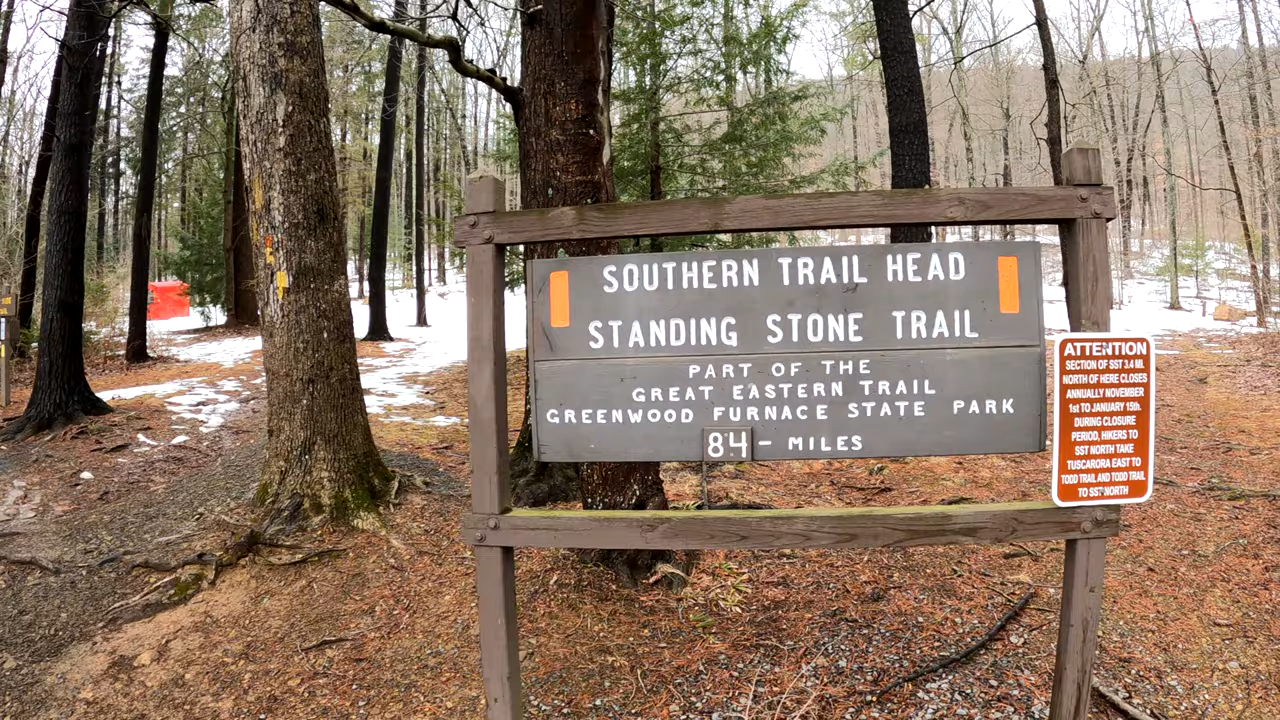 SOUTHERN TRAIL HEAD
STANDING STONE TRAIL
PART OF THE
GREAT EASTERN TRAIL
GREENWOOD FURNACE STATE PARK
84 - MILES
ATTENTION
SECTION OF SST 3.4 MI.
NORTH OF HERE CLOSES
ANNUALLY NOVEMBER
1st TO JANUARY 15th.
DURING CLOSURE
PERIOD, HIKERS TO
SST NORTH TAKE
TUSCARORA EAST TO
TODD TRAIL AND TODD TRAIL
TO SST NORTH